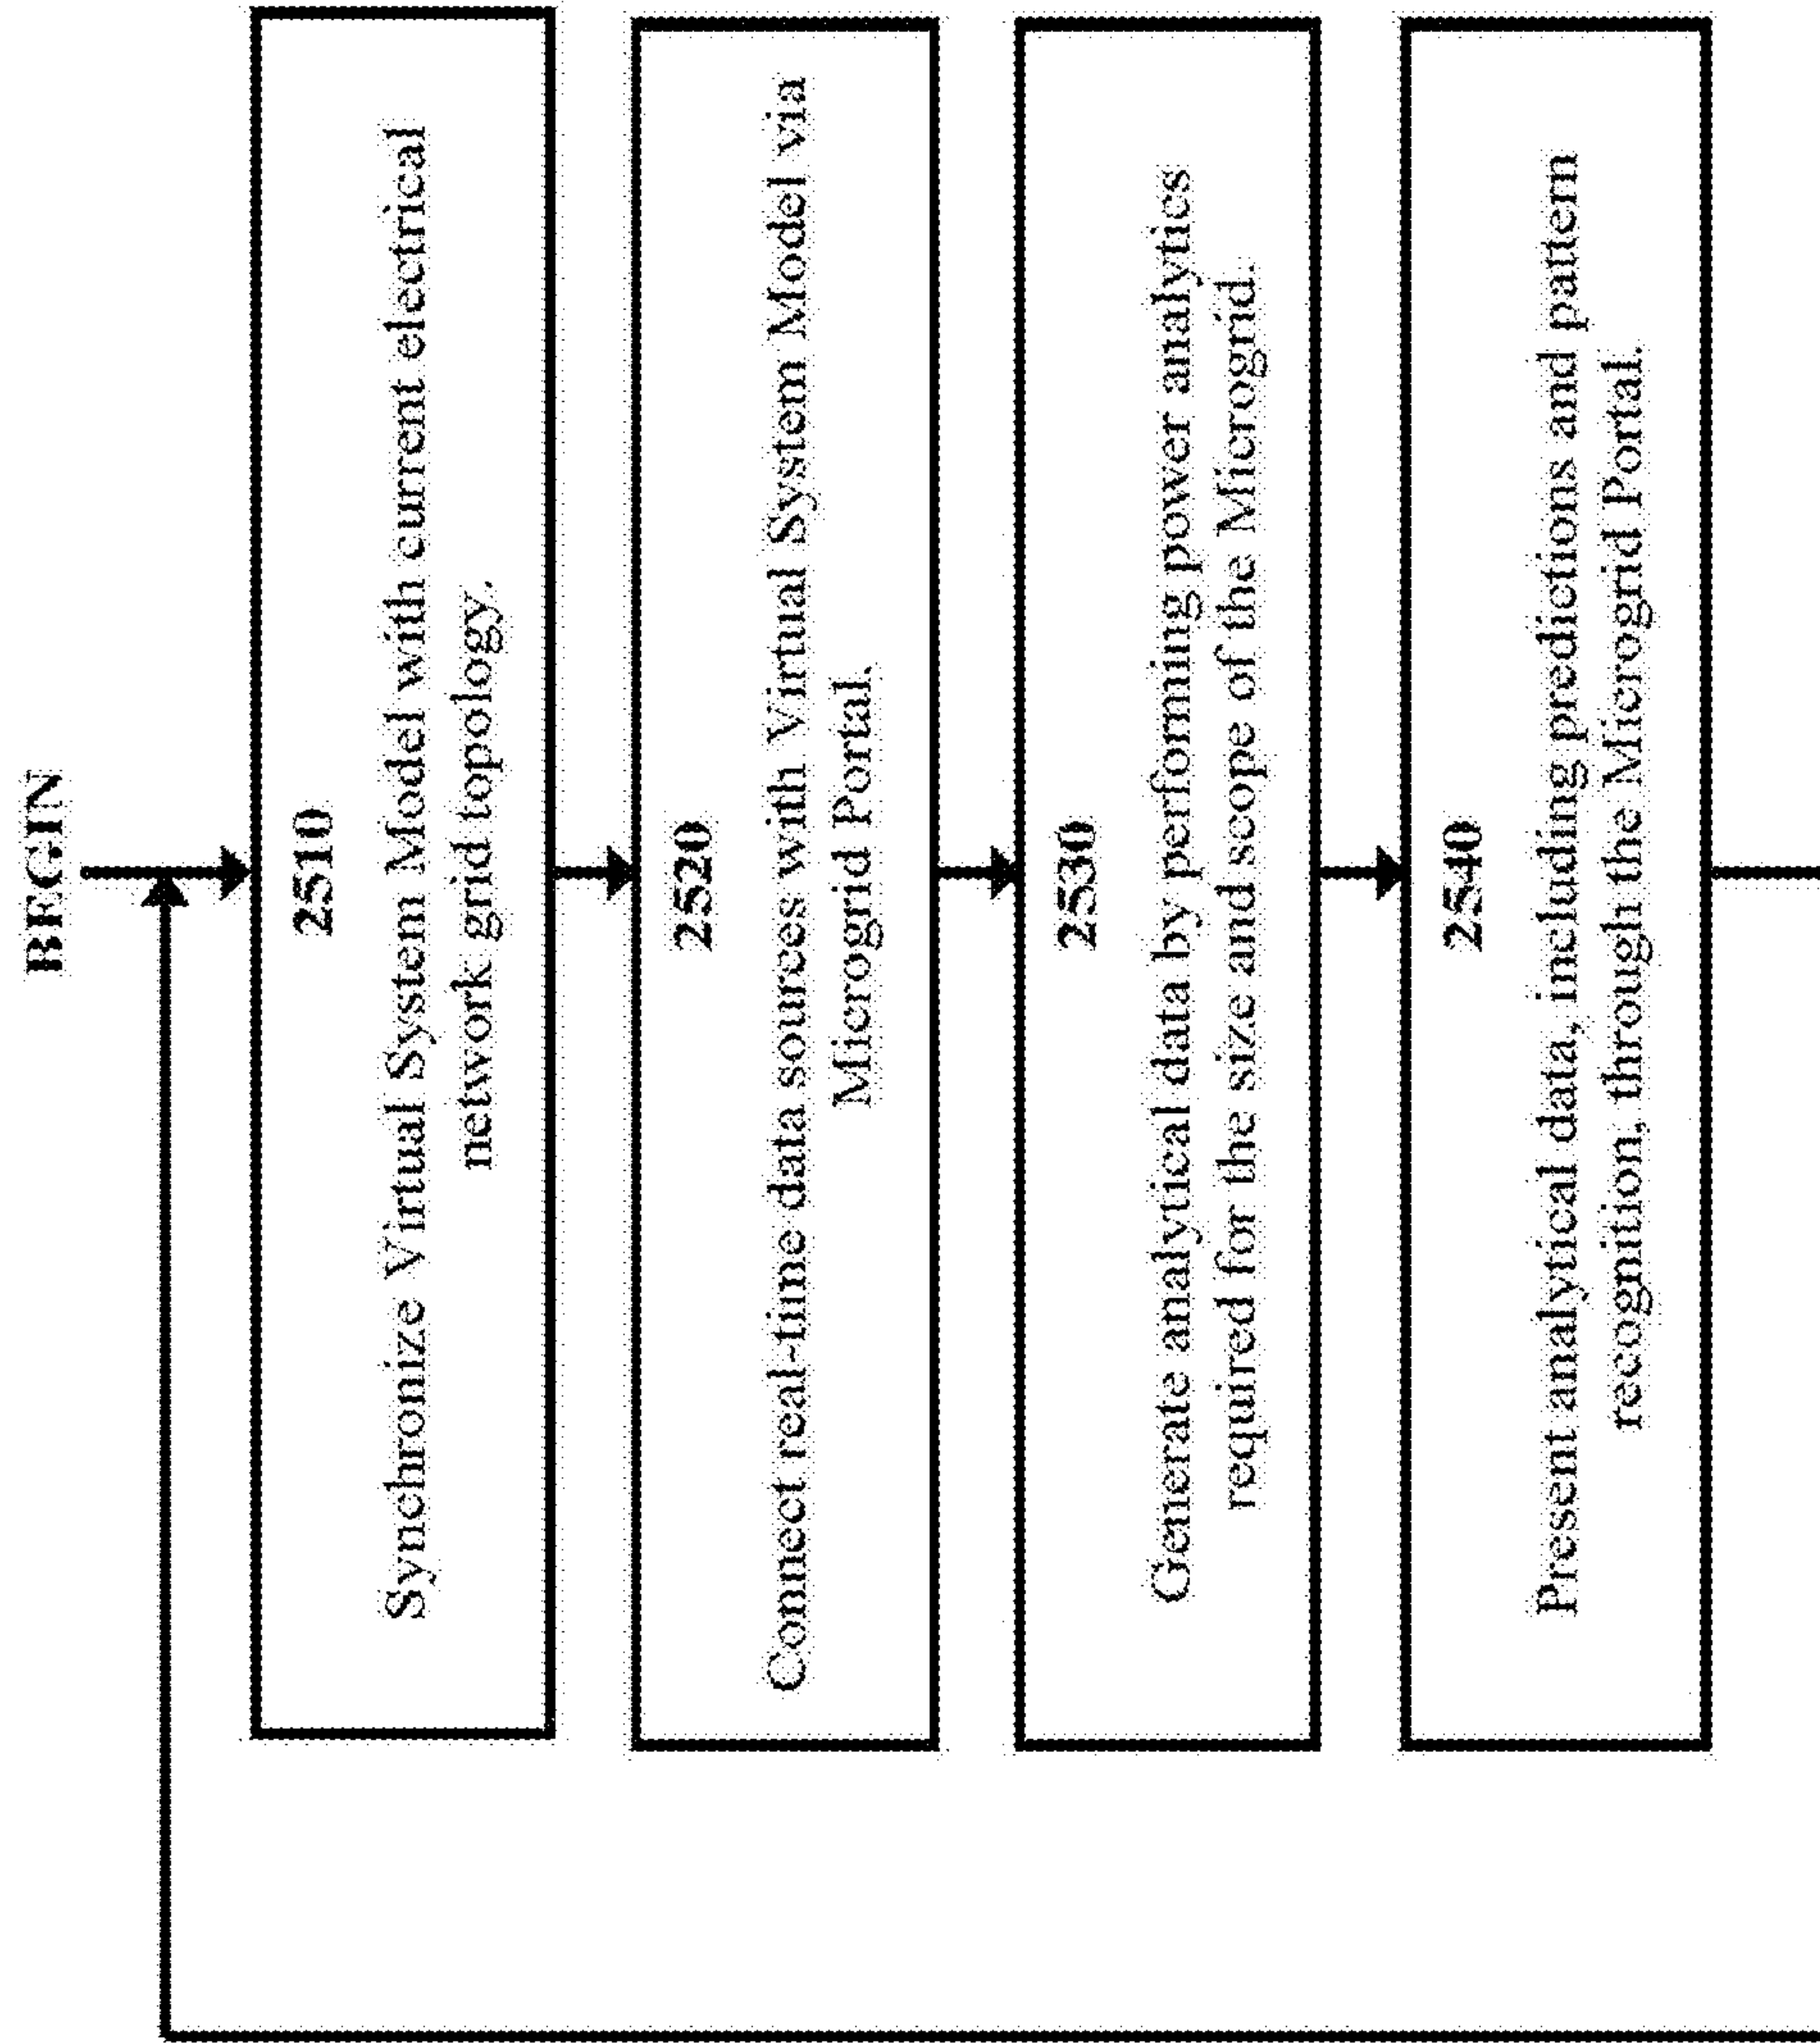 BEGIN
2510
Synchronize Virtual System Model with current electrical
network grid topology.
2520
Connect real-time data sources with Virtual System Model via
Microgrid Portal.
2530
Generate analytical data by performing power analytics
required for the size and scope of the Microgrid.
2540
Present analytical data, including predictions and pattern
recognition, through the Microgrid Portal.